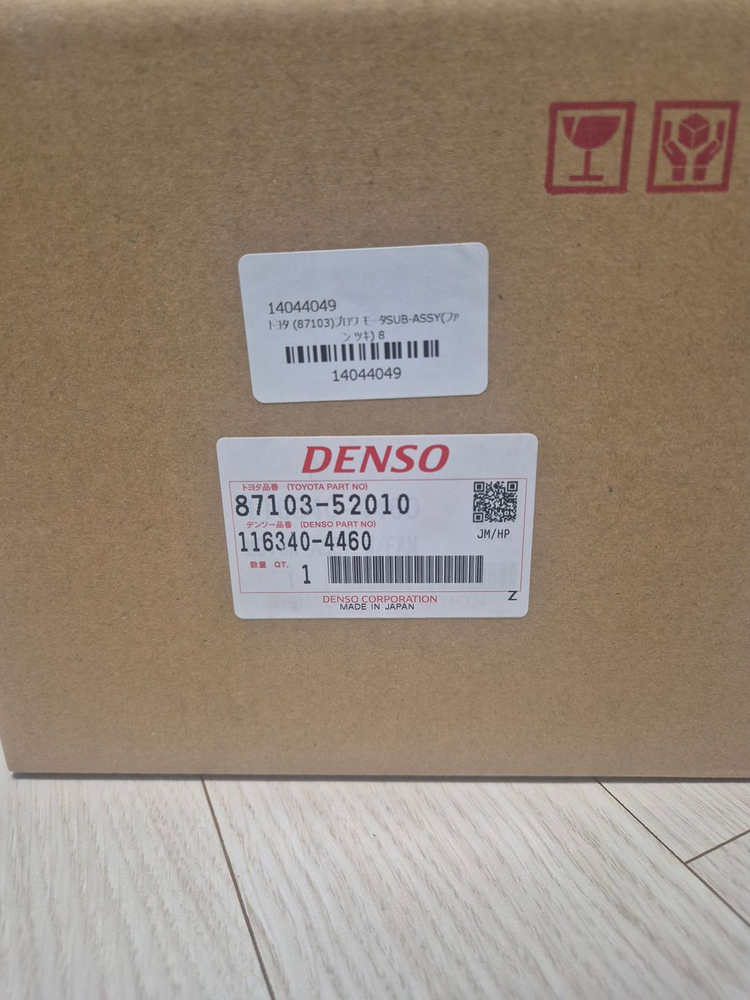 14044049
トヨタ (87103)ブロワ モータSUB-ASSY(ファ
ン ツキ) 8
14044049
DENSO
トヨタ品番 (TOYOTA PART NO)
87103-52010
デンソー品番 (DENSO PART NO)
116340-4460
JM/HP
数量 QT.
1
Z
DENSO CORPORATION
MADE IN JAPAN